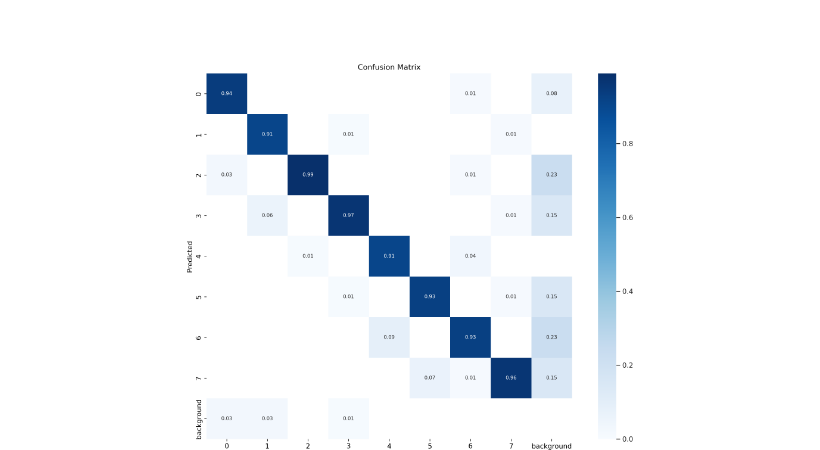 Confusion Matrix
0 0.94 0.01 0.08
1 0.91 0.01 0.01
0.8
2 0.03 0.99 0.01 0.23
3 0.06 0.97 0.01 0.15
0.6
Predicted
4 0.01 0.91 0.04
0.4
5 0.01 0.93 0.15
6 0.09 0.93 0.23
0.2
7 0.07 0.01 0.96 0.15
background 0.03 0.03 0.01
0.0
0 1 2 3 4 5 6 7 background